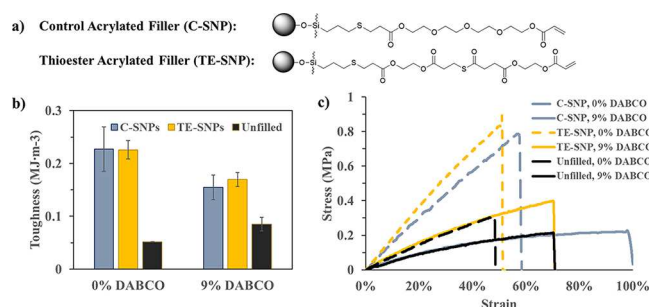 a)
Control Acrylated Filler (C-SNP):
Thioester Acrylated Filler (TE-SNP):
b)
Toughness (MJ·m-3)
0.3
0.2
0.1
0
C-SNPs
TE-SNPs
Unfilled
0% DABCO
9% DABCO
c)
Stress (MPa)
1
0.8
0.6
0.4
0.2
0
C-SNP, 0% DABCO
C-SNP, 9% DABCO
TE-SNP, 0% DABCO
TE-SNP, 9% DABCO
Unfilled, 0% DABCO
Unfilled, 9% DABCO
0%
20%
40%
60%
80%
100%
Strain